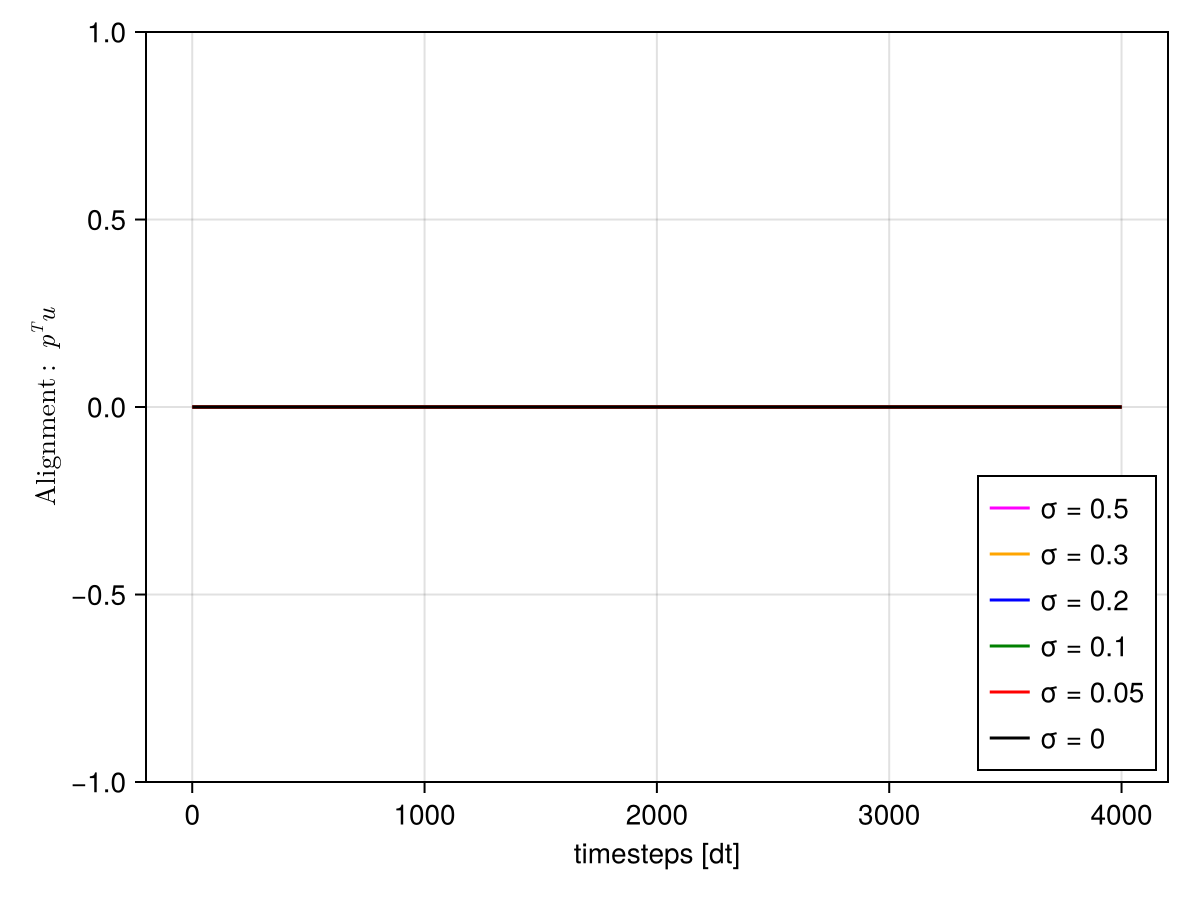 1.0
0.5
0.0
−0.5
−1.0
Alignment: p^T u
0 1000 2000 3000 4000
timesteps [dt]
σ = 0.5
σ = 0.3
σ = 0.2
σ = 0.1
σ = 0.05
σ = 0